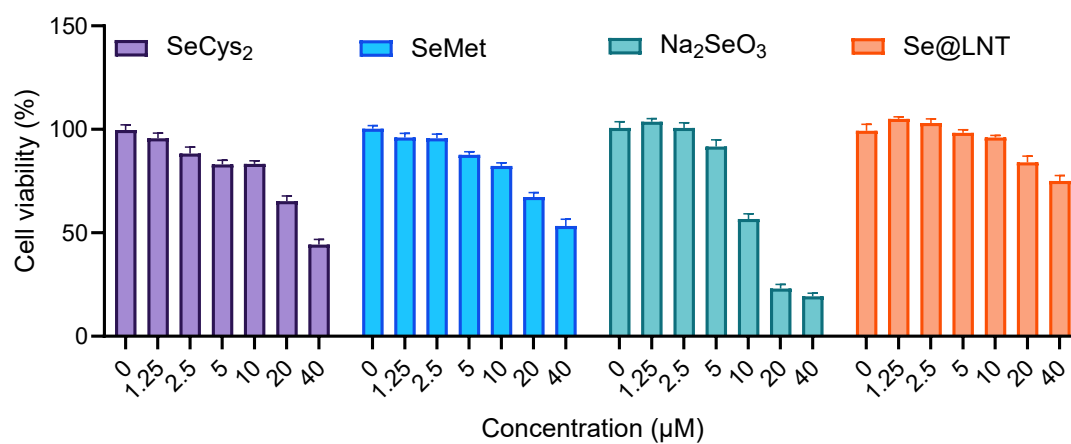 150
SeCys₂ SeMet Na₂SeO₃ Se@LNT
100
50
0
Cell viability (%)
0 1.25 2.5 5 10 20 40 0 1.25 2.5 5 10 20 40 0 1.25 2.5 5 10 20 40 0 1.25 2.5 5 10 20 40
Concentration (μM)